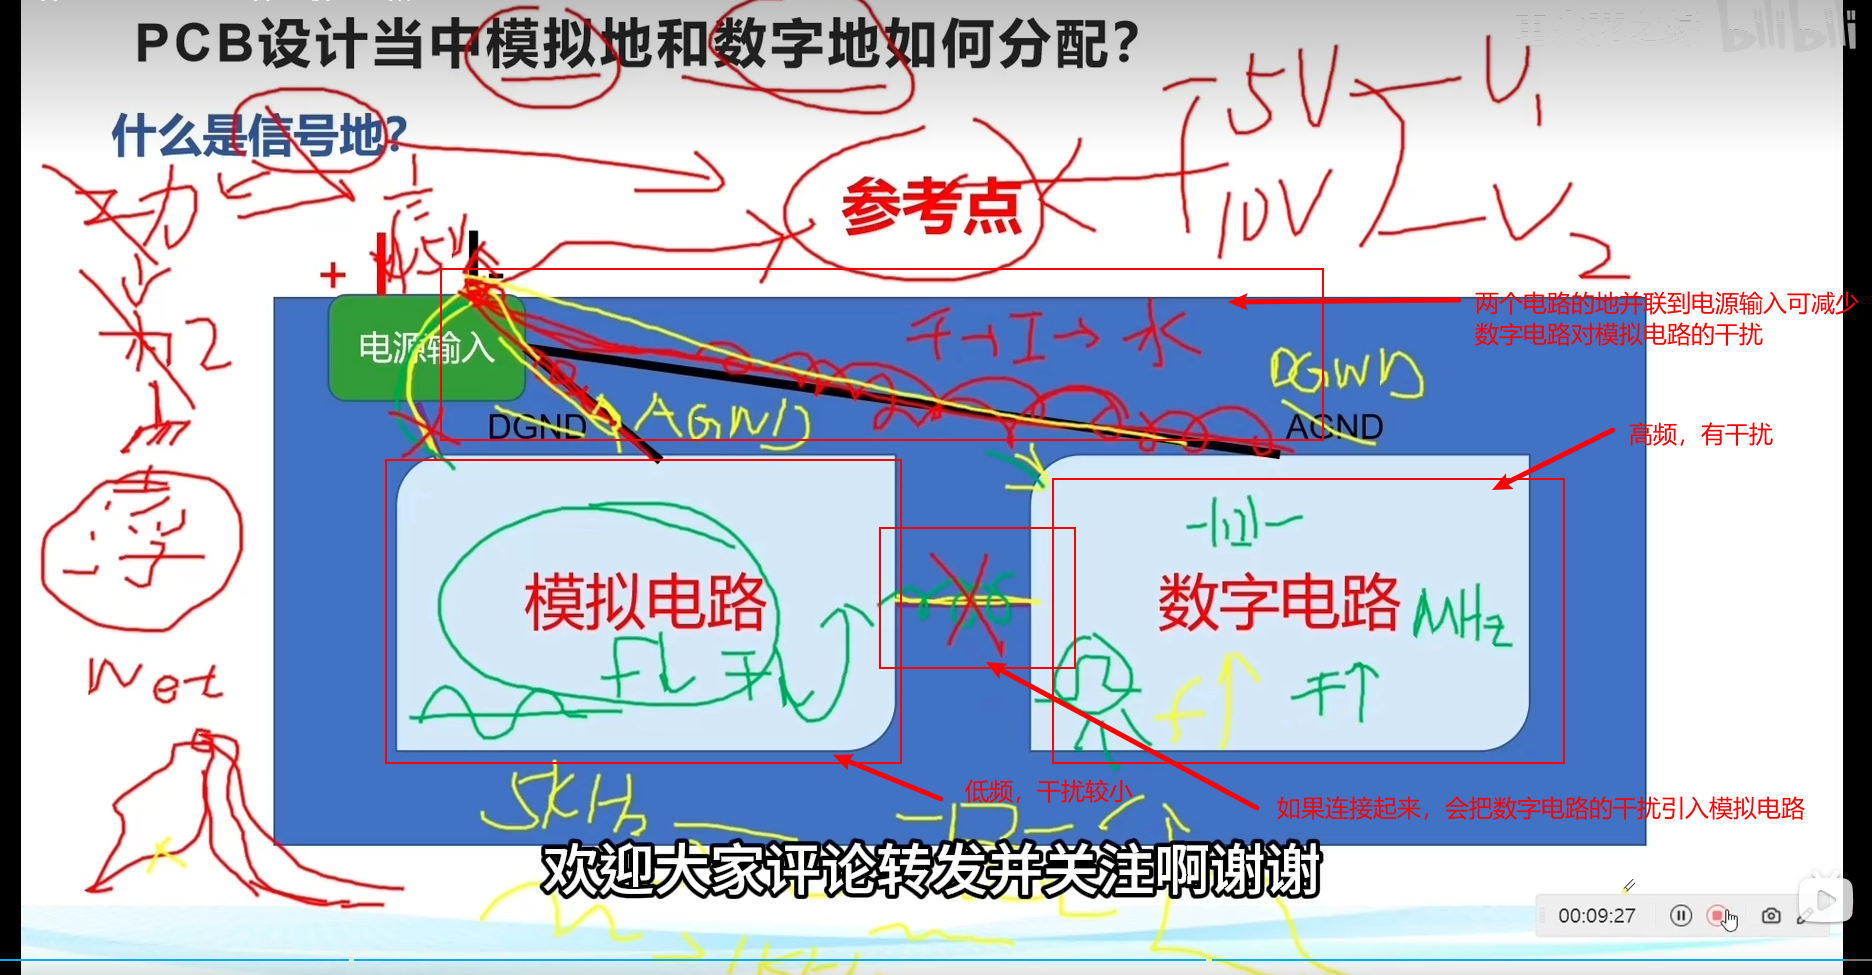 PCB设计当中模拟地和数字地如何分配？
bilibili
什么是信号地？
5V
V1
参考点
10V
V2
+
5V
两个电路的地并联到电源输入可减少
数字电路对模拟电路的干扰
电源输入
干→I→水
DGND
DGND
AGND
AGND
高频，有干扰
模拟电路
数字电路
MHz
F↑
f↑
Net
5KHz
低频，干扰较小
如果连接起来，会把数字电路的干扰引入模拟电路
欢迎大家评论转发并关注啊谢谢
00:09:27